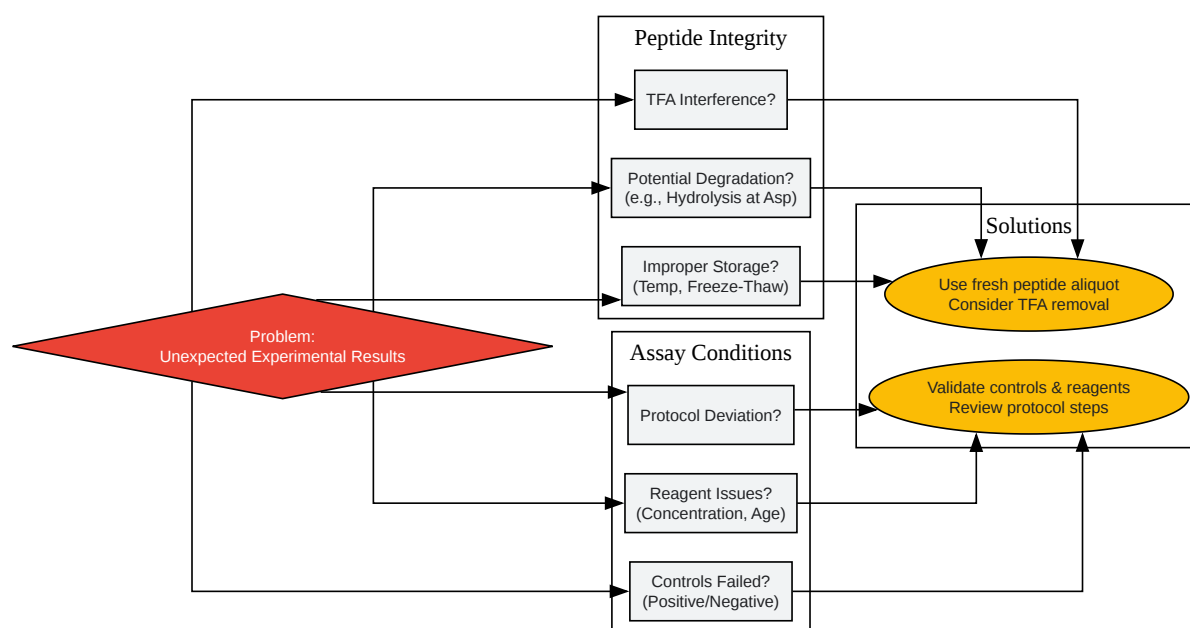 Peptide Integrity
TFA Interference?
Potential Degradation?
(e.g., Hydrolysis at Asp)
Improper Storage?
(Temp, Freeze-Thaw)
Problem:
Unexpected Experimental Results
Assay Conditions
Protocol Deviation?
Reagent Issues?
(Concentration, Age)
Controls Failed?
(Positive/Negative)
Solutions
Use fresh peptide aliquot
Consider TFA removal
Validate controls & reagents
Review protocol steps